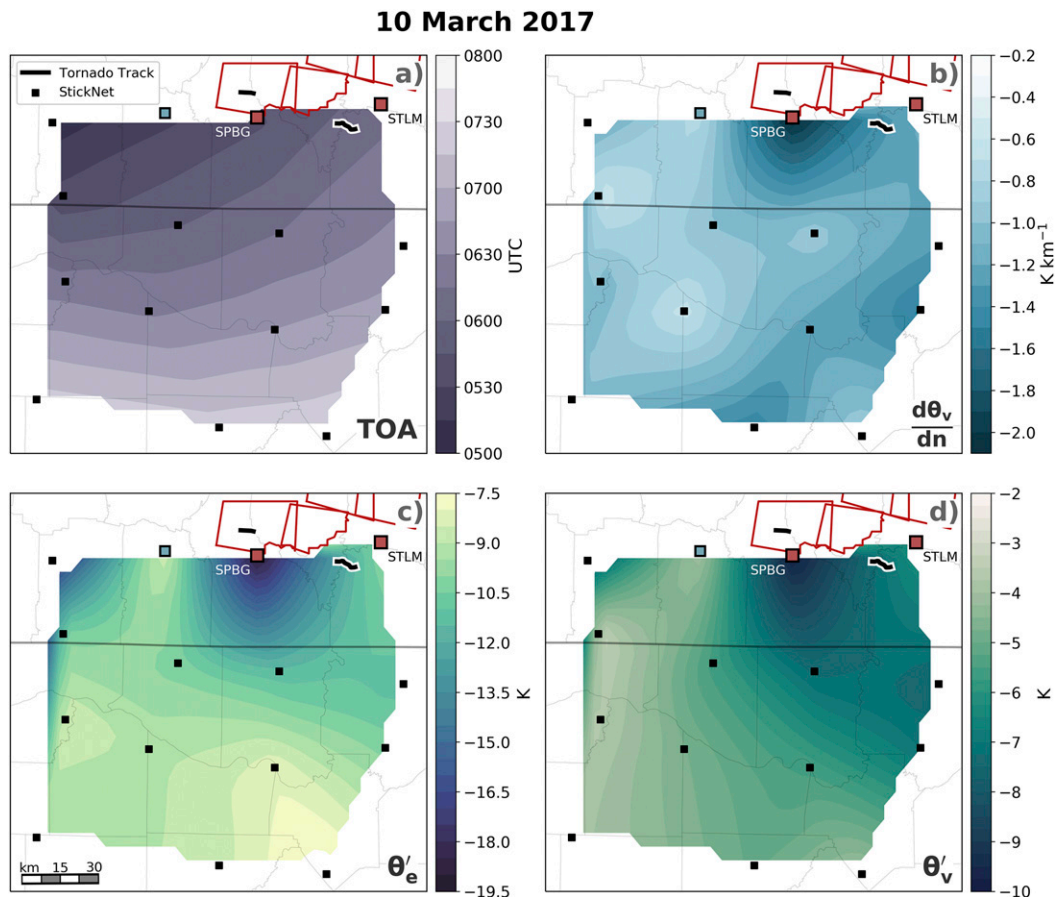 10 March 2017
Tornado Track
StickNet
a)
SPBG
STLM
TOA
0800
0730
0700
0630
0600
0530
0500
UTC
b)
SPBG
STLM
dθv
dn
−0.2
−0.4
−0.6
−0.8
−1.0
−1.2
−1.4
−1.6
−1.8
−2.0
K km−1
c)
SPBG
STLM
km 15 30
θ′e
−7.5
−9.0
−10.5
−12.0
−13.5
−15.0
−16.5
−18.0
−19.5
K
d)
SPBG
STLM
θ′v
−2
−3
−4
−5
−6
−7
−8
−9
−10
K